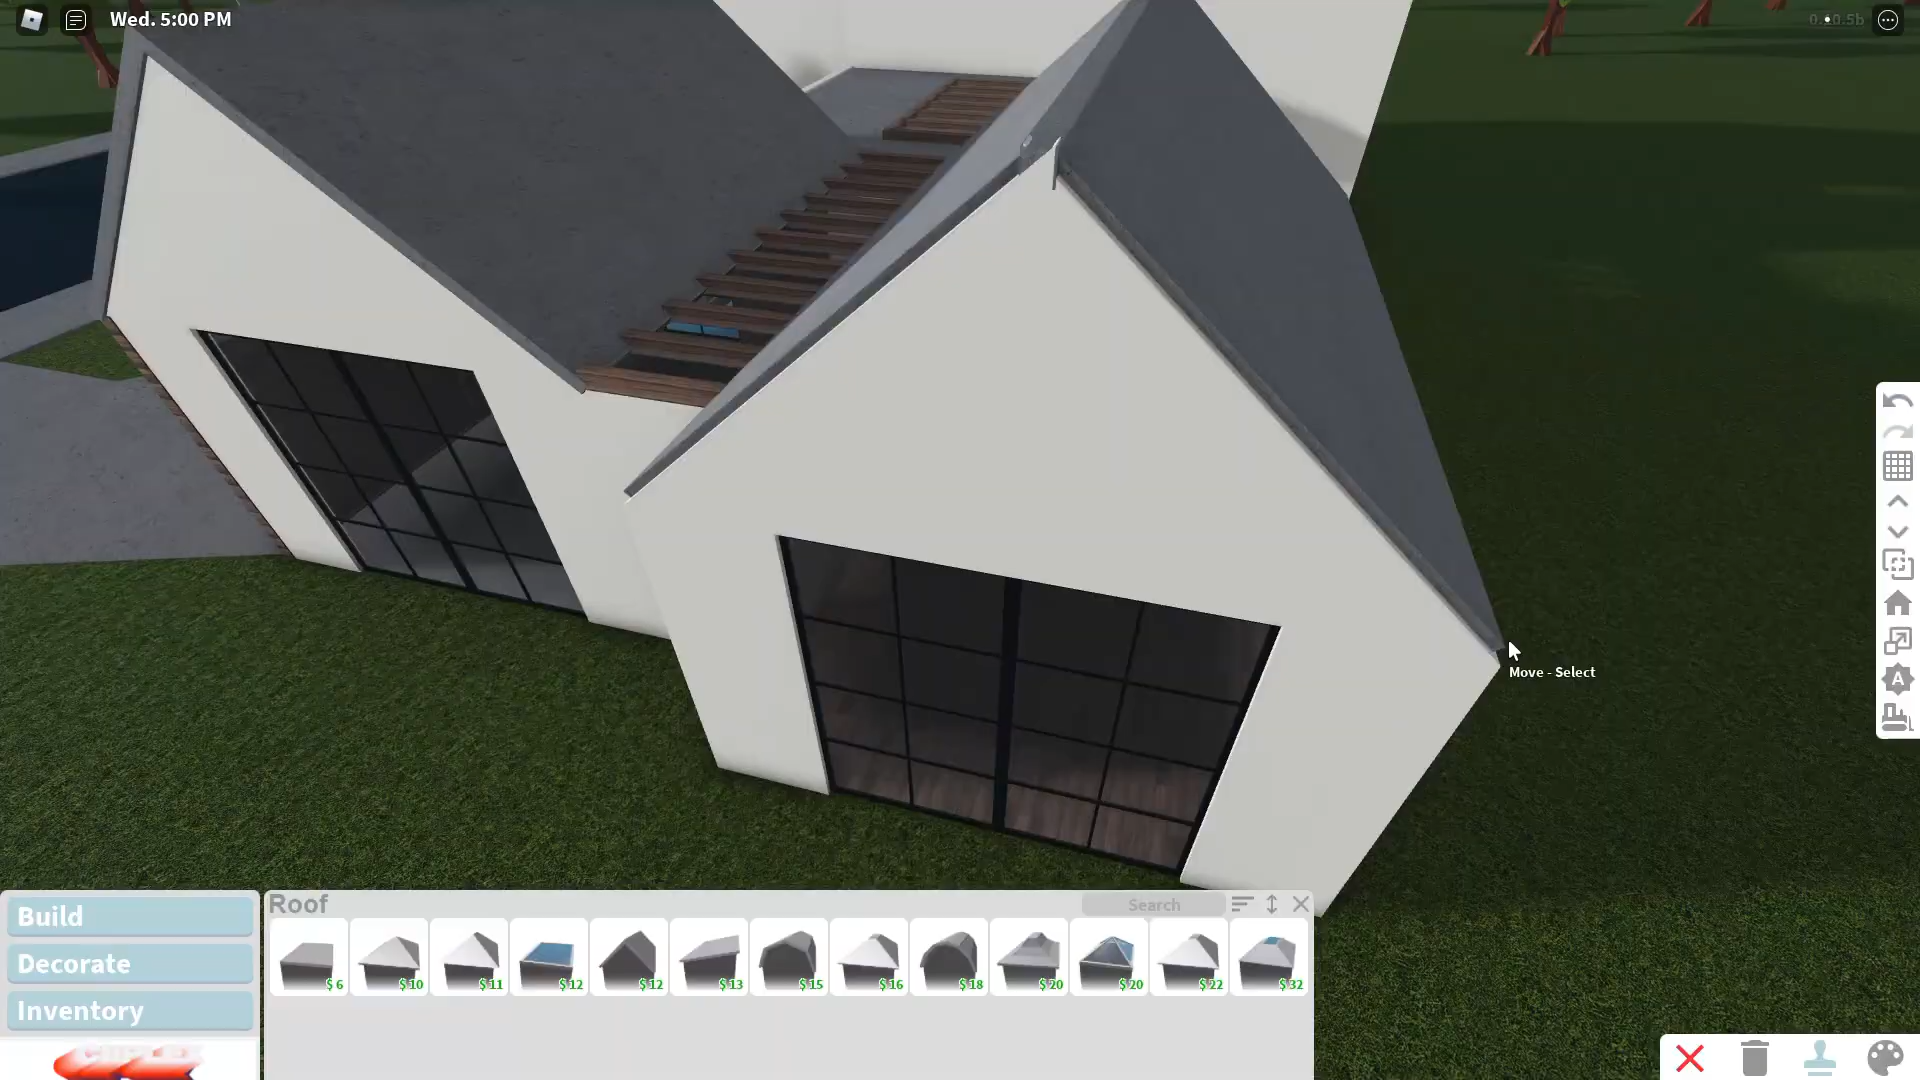 Wed. 5:00 PM
Move - Select
A
Build
Decorate
Inventory
Roof
Search
$ 6
$10
$11
$12
$12
$13
$15
$16
$18
$20
$20
$22
$32